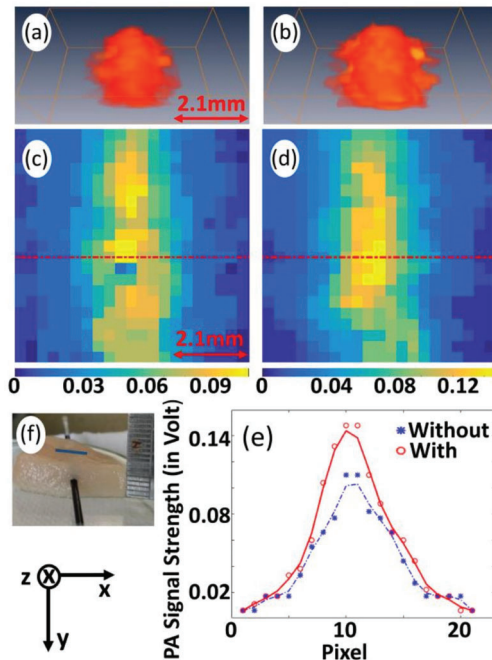 (a)
(b)
2.1mm
(c)
(d)
2.1mm
0 0.03 0.06 0.09
0 0.04 0.08 0.12
(f)
(e)
Without
With
PA Signal Strength (in Volt)
0.14
0.08
0.02
0 10 20
Pixel
z x x
y